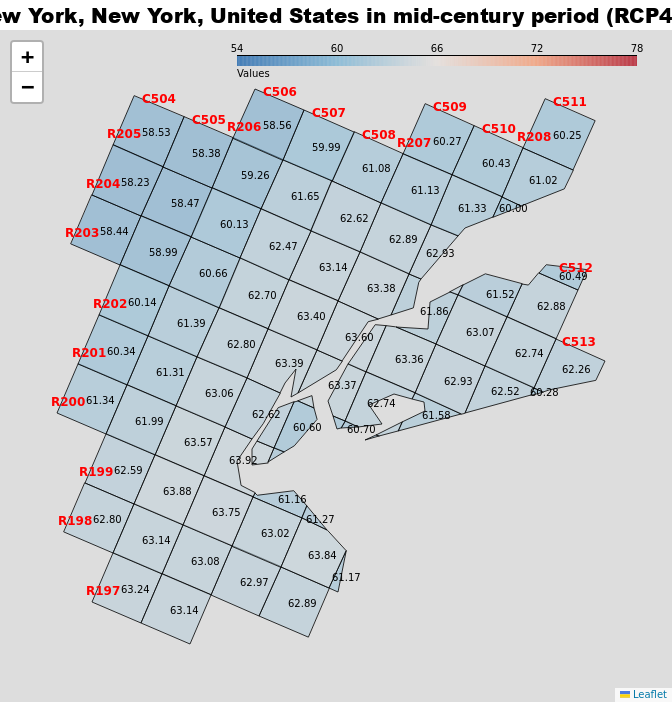 w York, New York, United States in mid-century period (RCP4
+
−
54 60 66 72 78
Values
C504 C506 C511
C505 C507 C509
R205 58.53 R206 58.56 C508 C510
R207 60.27 R208 60.25
58.38 59.99
61.08 60.43
R204 58.23 59.26 61.13 61.02
58.47 61.65
R203 58.44 60.13 62.62 61.33 60.00
58.99 62.47 62.89 62.93
60.66 63.14 C512
60.49
R202 60.14 62.70 63.38 61.52
61.39 63.40 61.86 62.88
R201 60.34 62.80 63.60 63.07 C513
61.31 63.39 63.36 62.74
62.26
R200 61.34 63.06 63.37 62.93 62.52 60.28
61.99 62.62 62.74 61.58
63.57 60.60 60.70
R199 62.59 63.92
63.88 61.16
R198 62.80 63.75 61.27
63.14 63.02
63.08 63.84
R197 63.24 62.97 61.17
63.14 62.89
Leaflet